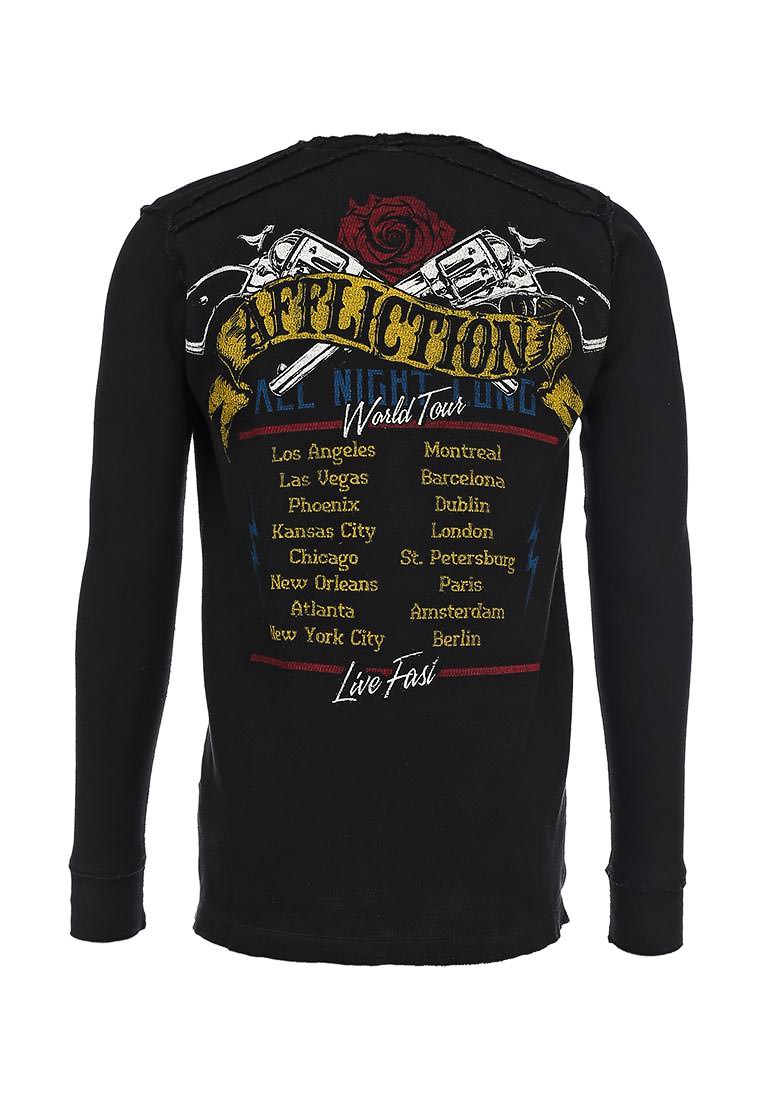 AFFLICTION
ALL NIGHT LONG
World Tour
Los Angeles Montreal
Las Vegas Barcelona
Phoenix Dublin
Kansas City London
Chicago St. Petersburg
New Orleans Paris
Atlanta Amsterdam
New York City Berlin
Live Fast